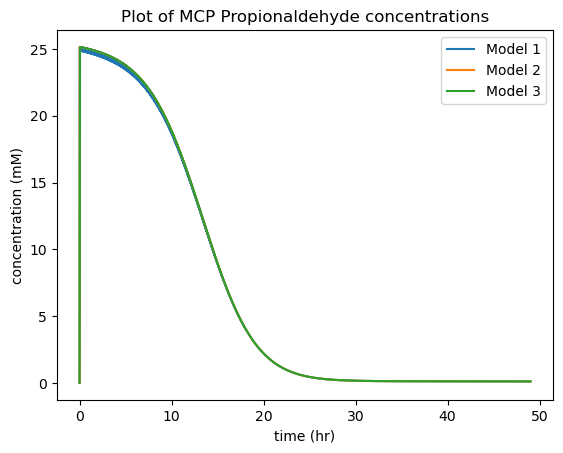 Plot of MCP Propionaldehyde concentrations
Model 1
Model 2
Model 3
concentration (mM)
25
20
15
10
5
0
0 10 20 30 40 50
time (hr)